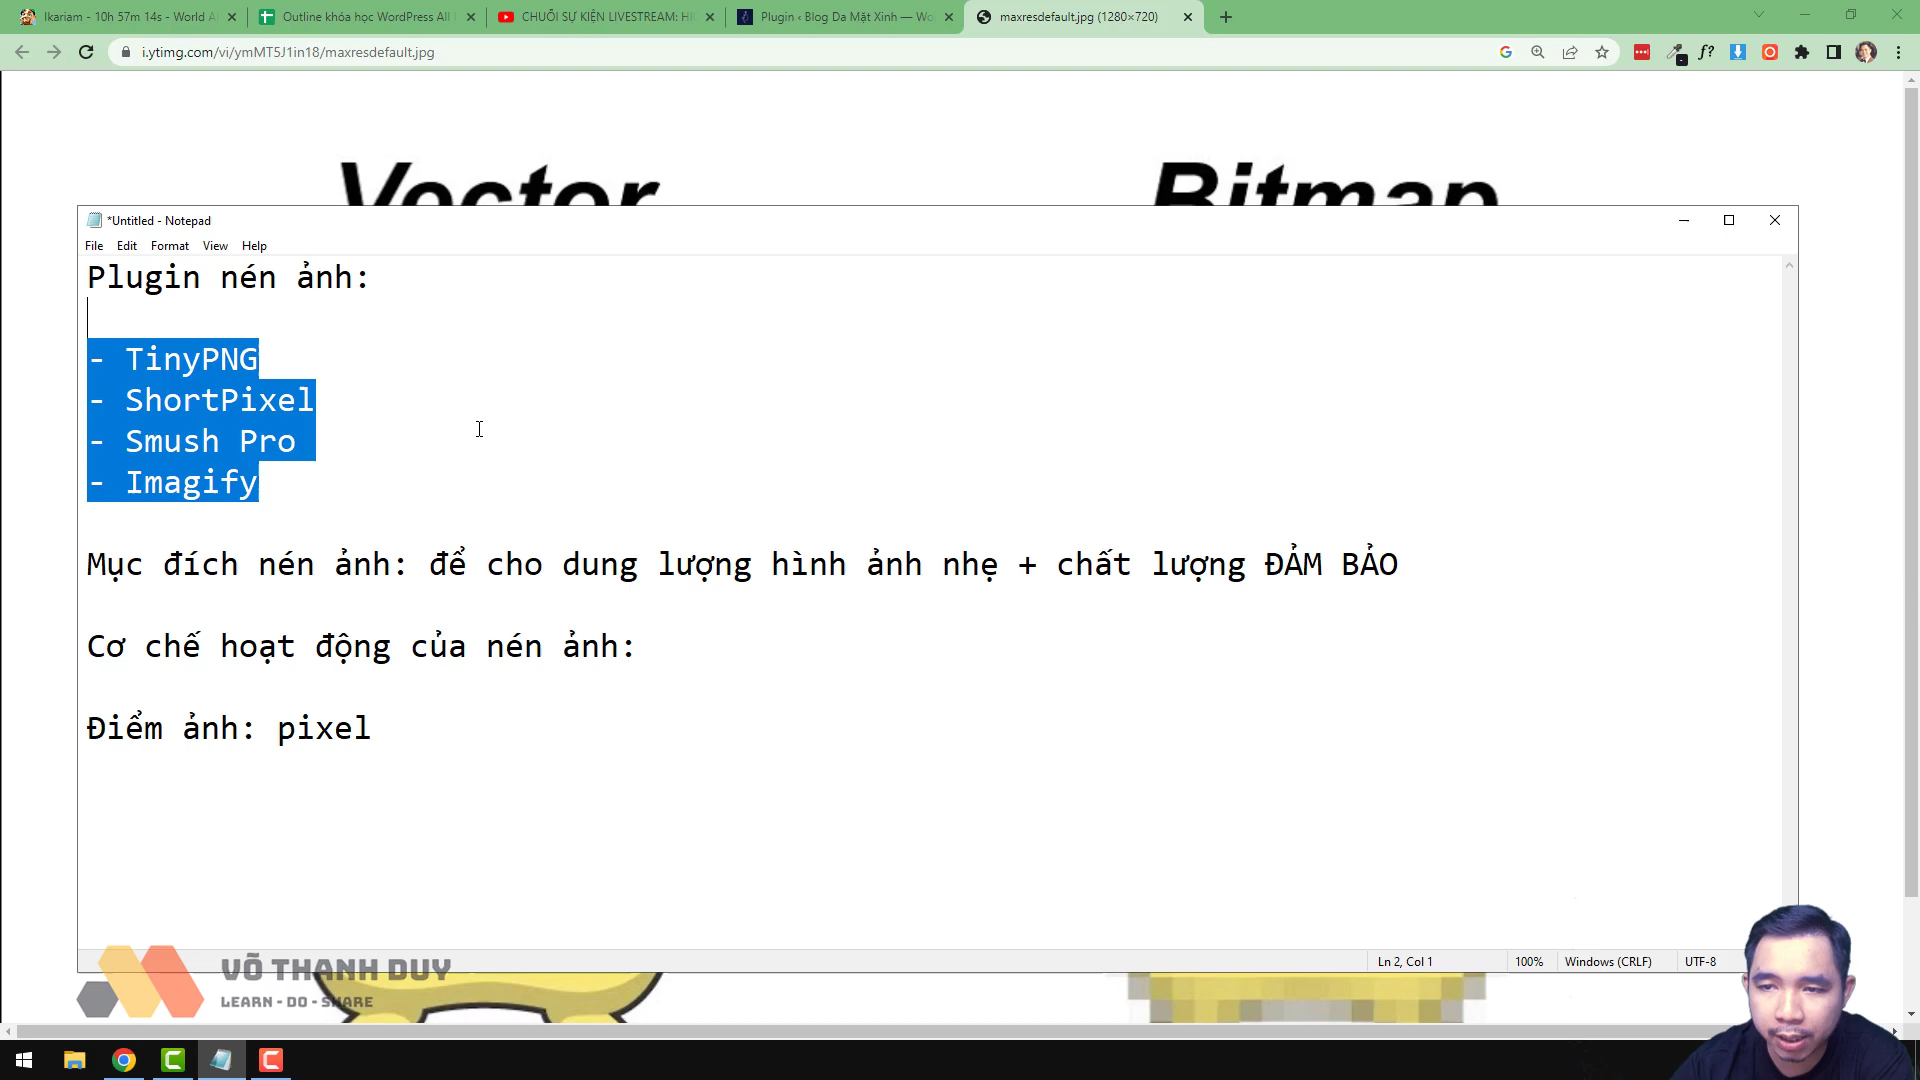 Ikariam - 10h 57m 14s - World A
Outline khóa học WordPress All
CHUỖI SỰ KIỆN LIVESTREAM: HI
Plugin ‹ Blog Da Mặt Xinh — Wo
maxresdefault.jpg (1280×720)
i.ytimg.com/vi/ymMT5J1in18/maxresdefault.jpg
f?
Vector
Bitmap
*Untitled - Notepad
File Edit Format View Help
Plugin nén ảnh:
- TinyPNG
- ShortPixel
- Smush Pro
- Imagify
Mục đích nén ảnh: để cho dung lượng hình ảnh nhẹ + chất lượng ĐẢM BẢO
Cơ chế hoạt động của nén ảnh:
Điểm ảnh: pixel
Ln 2, Col 1 100% Windows (CRLF) UTF-8
VÕ THANH DUY
LEARN - DO - SHARE